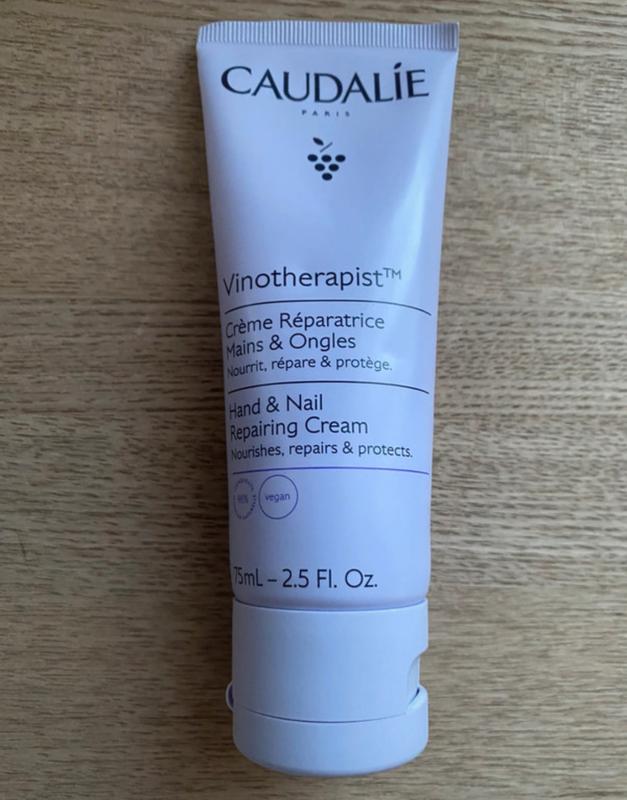 CAUDALÍE
PARIS
Vinotherapist™
Crème Réparatrice
Mains & Ongles
Nourrit, répare & protège.
Hand & Nail
Repairing Cream
Nourishes, repairs & protects.
vegan
75mL – 2.5 Fl. Oz.